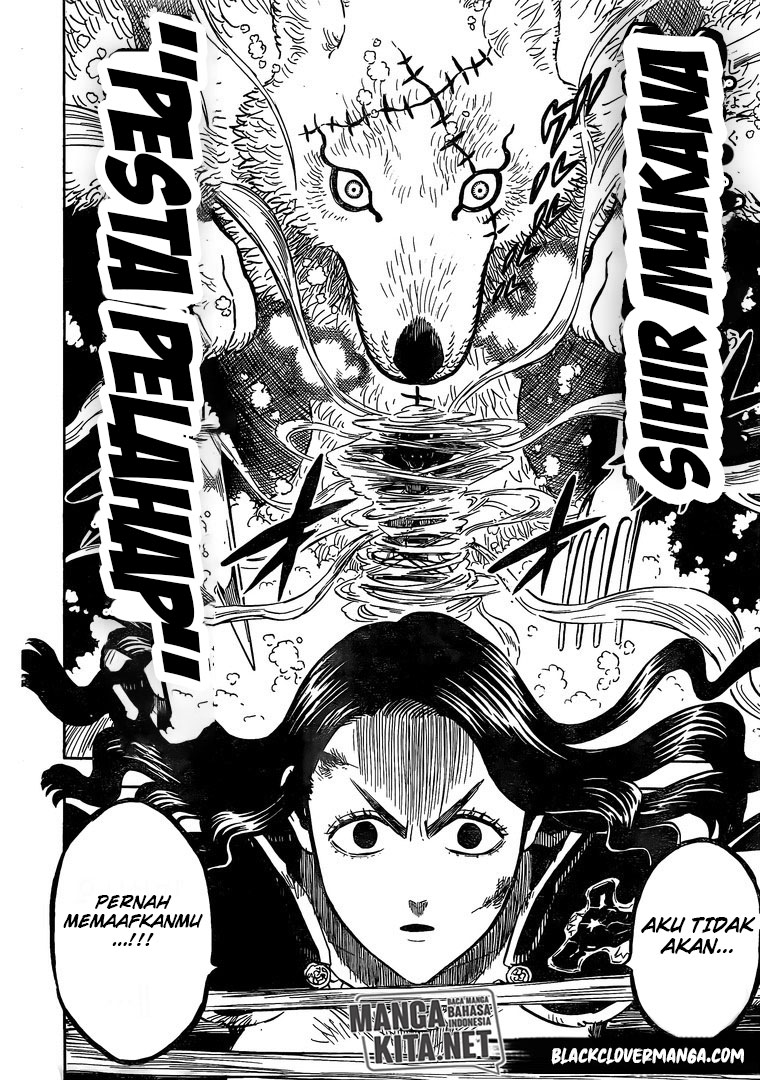 SIHIR MAKANA
"PESTA PELAHAP"
AKU TIDAK
AKAN...
PERNAH
MEMAAFKANMU
...!!!
MANGA
KITA.NET
BACA MANGA
BAHASA
INDONESIA
BLACKCLOVERMANGA.COM